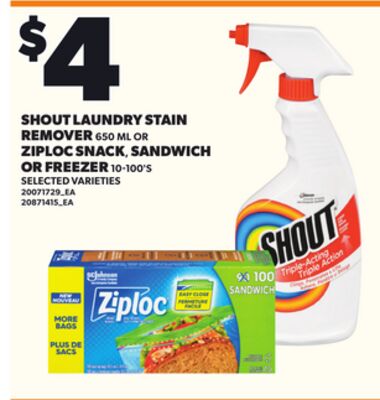 $4
SHOUT LAUNDRY STAIN
REMOVER 650 ML OR
ZIPLOC SNACK, SANDWICH
OR FREEZER 10-100'S
SELECTED VARIETIES
20071729_EA
20871415_EA
SHOUT
Triple-Acting
Triple Action
SCJohnson
NEW
NOUVEAU
MORE
BAGS
PLUS DE
SACS
Ziploc
EASY CLOSE
FERMETURE
FACILE
90 100
SANDWICH